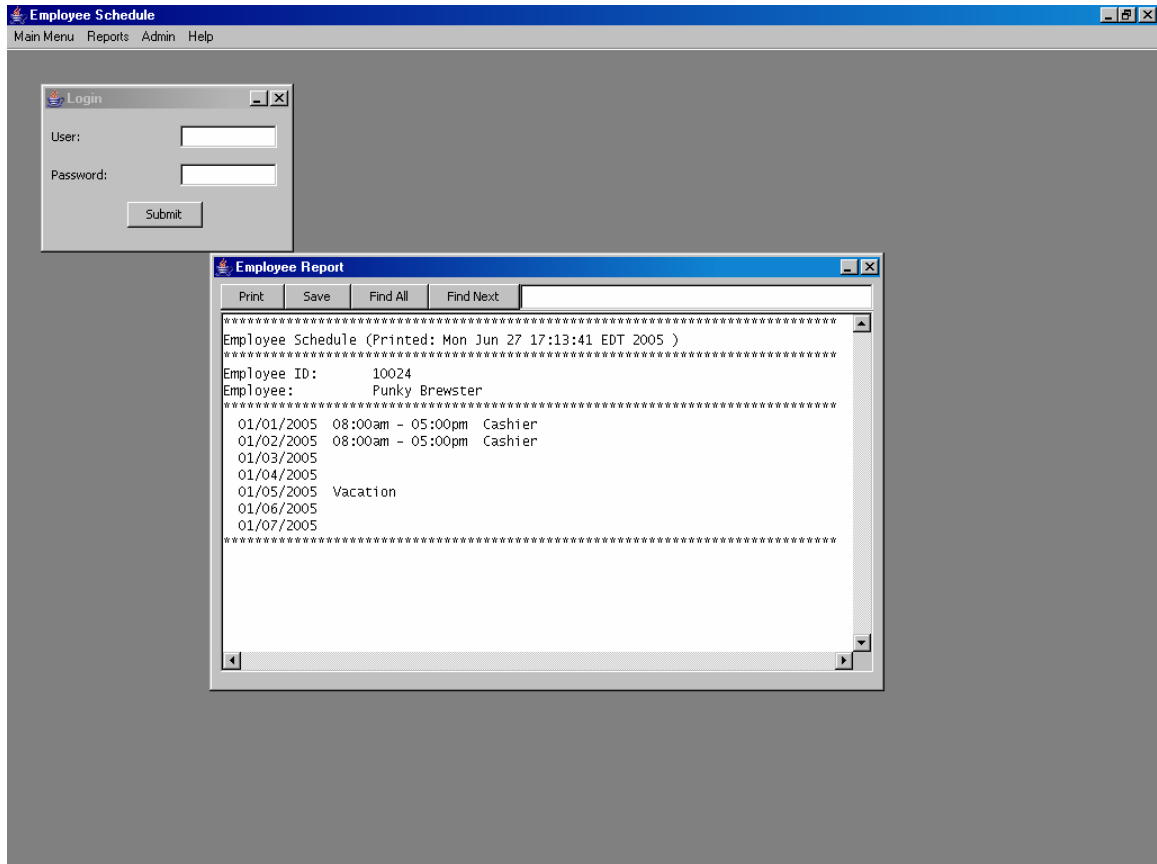 Employee Schedule
Main Menu Reports Admin Help
Login
User:
Password:
Submit
Employee Report
Print Save Find All Find Next
******************************************************************************
Employee Schedule (Printed: Mon Jun 27 17:13:41 EDT 2005 )
******************************************************************************
Employee ID: 10024
Employee: Punky Brewster
******************************************************************************
01/01/2005 08:00am - 05:00pm Cashier
01/02/2005 08:00am - 05:00pm Cashier
01/03/2005
01/04/2005
01/05/2005 Vacation
01/06/2005
01/07/2005
******************************************************************************